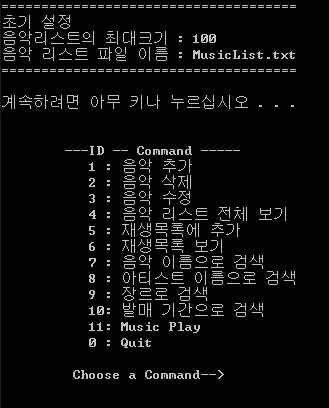 ===================================
초기 설정
음악리스트의 최대크기 : 100
음악 리스트 파일 이름 : MusicList.txt
===================================
계속하려면 아무 키나 누르십시오 . . .
---ID -- Command -----
1 : 음악 추가
2 : 음악 삭제
3 : 음악 수정
4 : 음악 리스트 전체 보기
5 : 재생목록에 추가
6 : 재생목록 보기
7 : 음악 이름으로 검색
8 : 아티스트 이름으로 검색
9 : 장르로 검색
10: 발매 기간으로 검색
11: Music Play
0 : Quit
Choose a Command-->